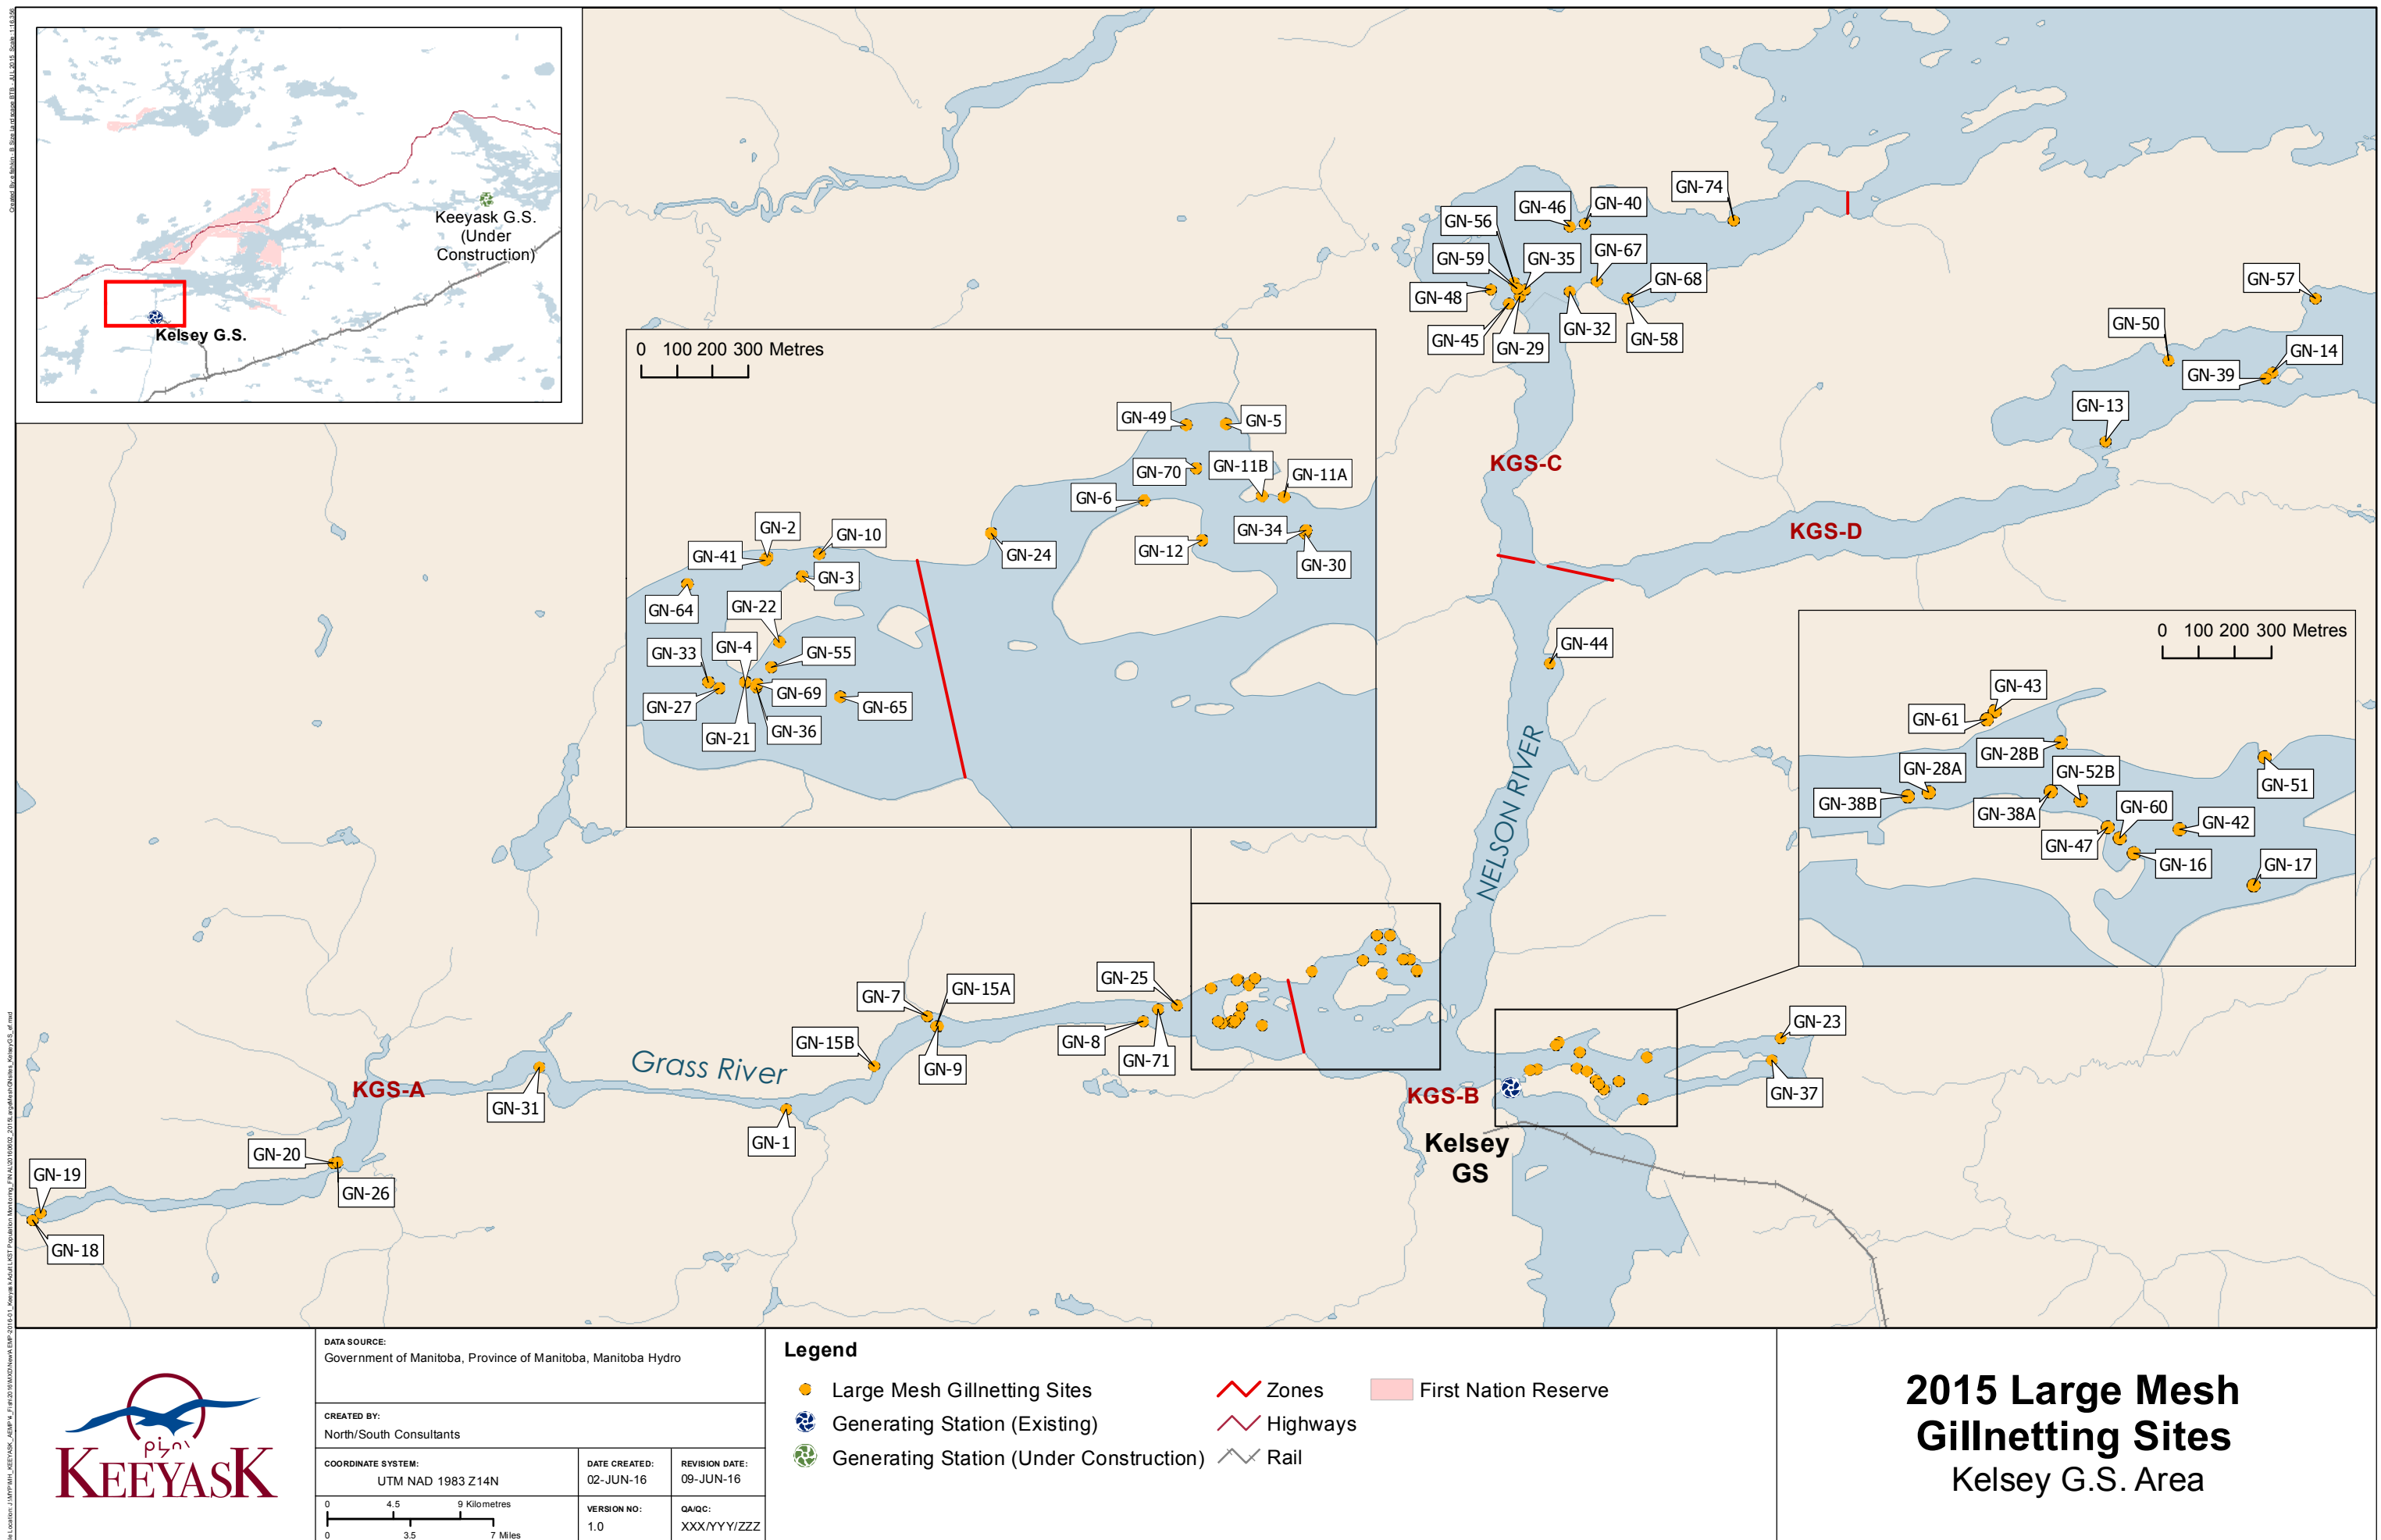 Keeyask G.S.
(Under
Construction)
Kelsey G.S.
0 100 200 300 Metres
GN-49
GN-5
GN-70
GN-11B
GN-11A
GN-6
GN-2
GN-10
GN-34
GN-12
GN-24
GN-30
GN-41
GN-3
GN-64
GN-22
GN-4
GN-33
GN-55
GN-69
GN-27
GN-65
GN-36
GN-21
GN-74
GN-40
GN-46
GN-56
GN-67
GN-59
GN-35
GN-68
GN-48
GN-45
GN-29
GN-32
GN-58
GN-57
GN-50
GN-14
GN-39
GN-13
KGS-C
KGS-D
GN-44
NELSON RIVER
0 100 200 300 Metres
GN-43
GN-61
GN-28B
GN-28A
GN-52B
GN-51
GN-38B
GN-38A
GN-60
GN-42
GN-47
GN-16
GN-17
GN-25
GN-15A
GN-7
GN-15B
GN-8
GN-71
GN-9
GN-23
GN-37
Grass River
KGS-A
GN-31
GN-1
KGS-B
Kelsey
GS
GN-20
GN-26
GN-19
GN-18
KEEYASK
DATA SOURCE:
Government of Manitoba, Province of Manitoba, Manitoba Hydro
CREATED BY:
North/South Consultants
COORDINATE SYSTEM:
UTM NAD 1983 Z14N
DATE CREATED:
02-JUN-16
REVISION DATE:
09-JUN-16
0 4.5 9 Kilometres
0 3.5 7 Miles
VERSION NO:
1.0
QA/QC:
XXX/YYY/ZZZ
Legend
Large Mesh Gillnetting Sites
Generating Station (Existing)
Generating Station (Under Construction)
Zones
Highways
Rail
First Nation Reserve
2015 Large Mesh
Gillnetting Sites
Kelsey G.S. Area